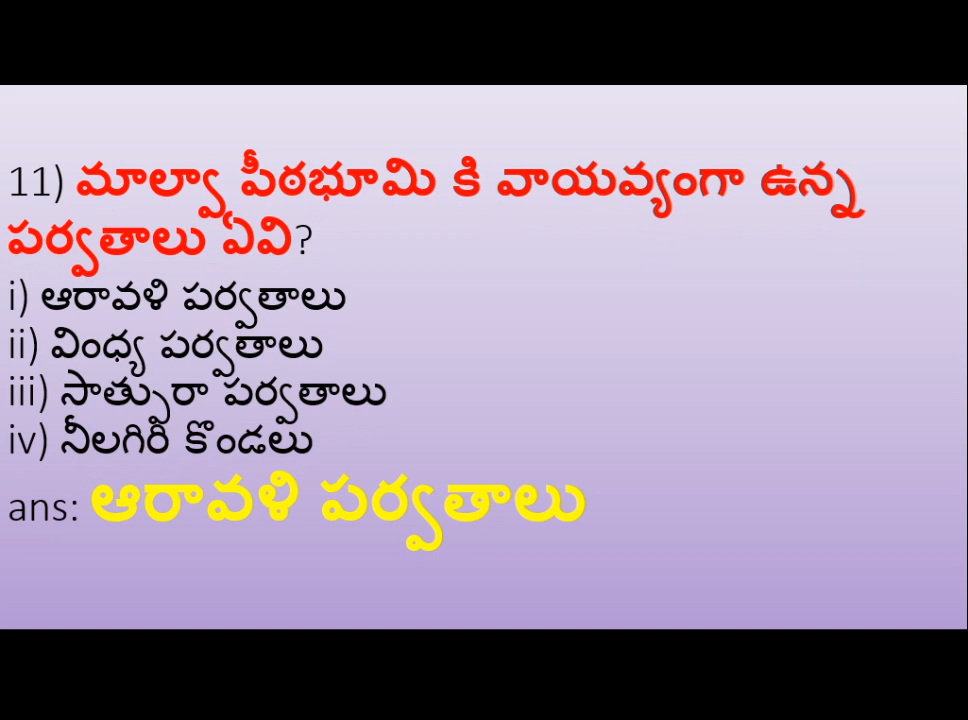 11) మాల్వా పీఠభూమి కి వాయవ్యంగా ఉన్న
పర్వతాలు ఏవి?
i) ఆరావళి పర్వతాలు
ii) వింధ్య పర్వతాలు
iii) సాత్పురా పర్వతాలు
iv) నీలగిరి కొండలు
ans: ఆరావళి పర్వతాలు